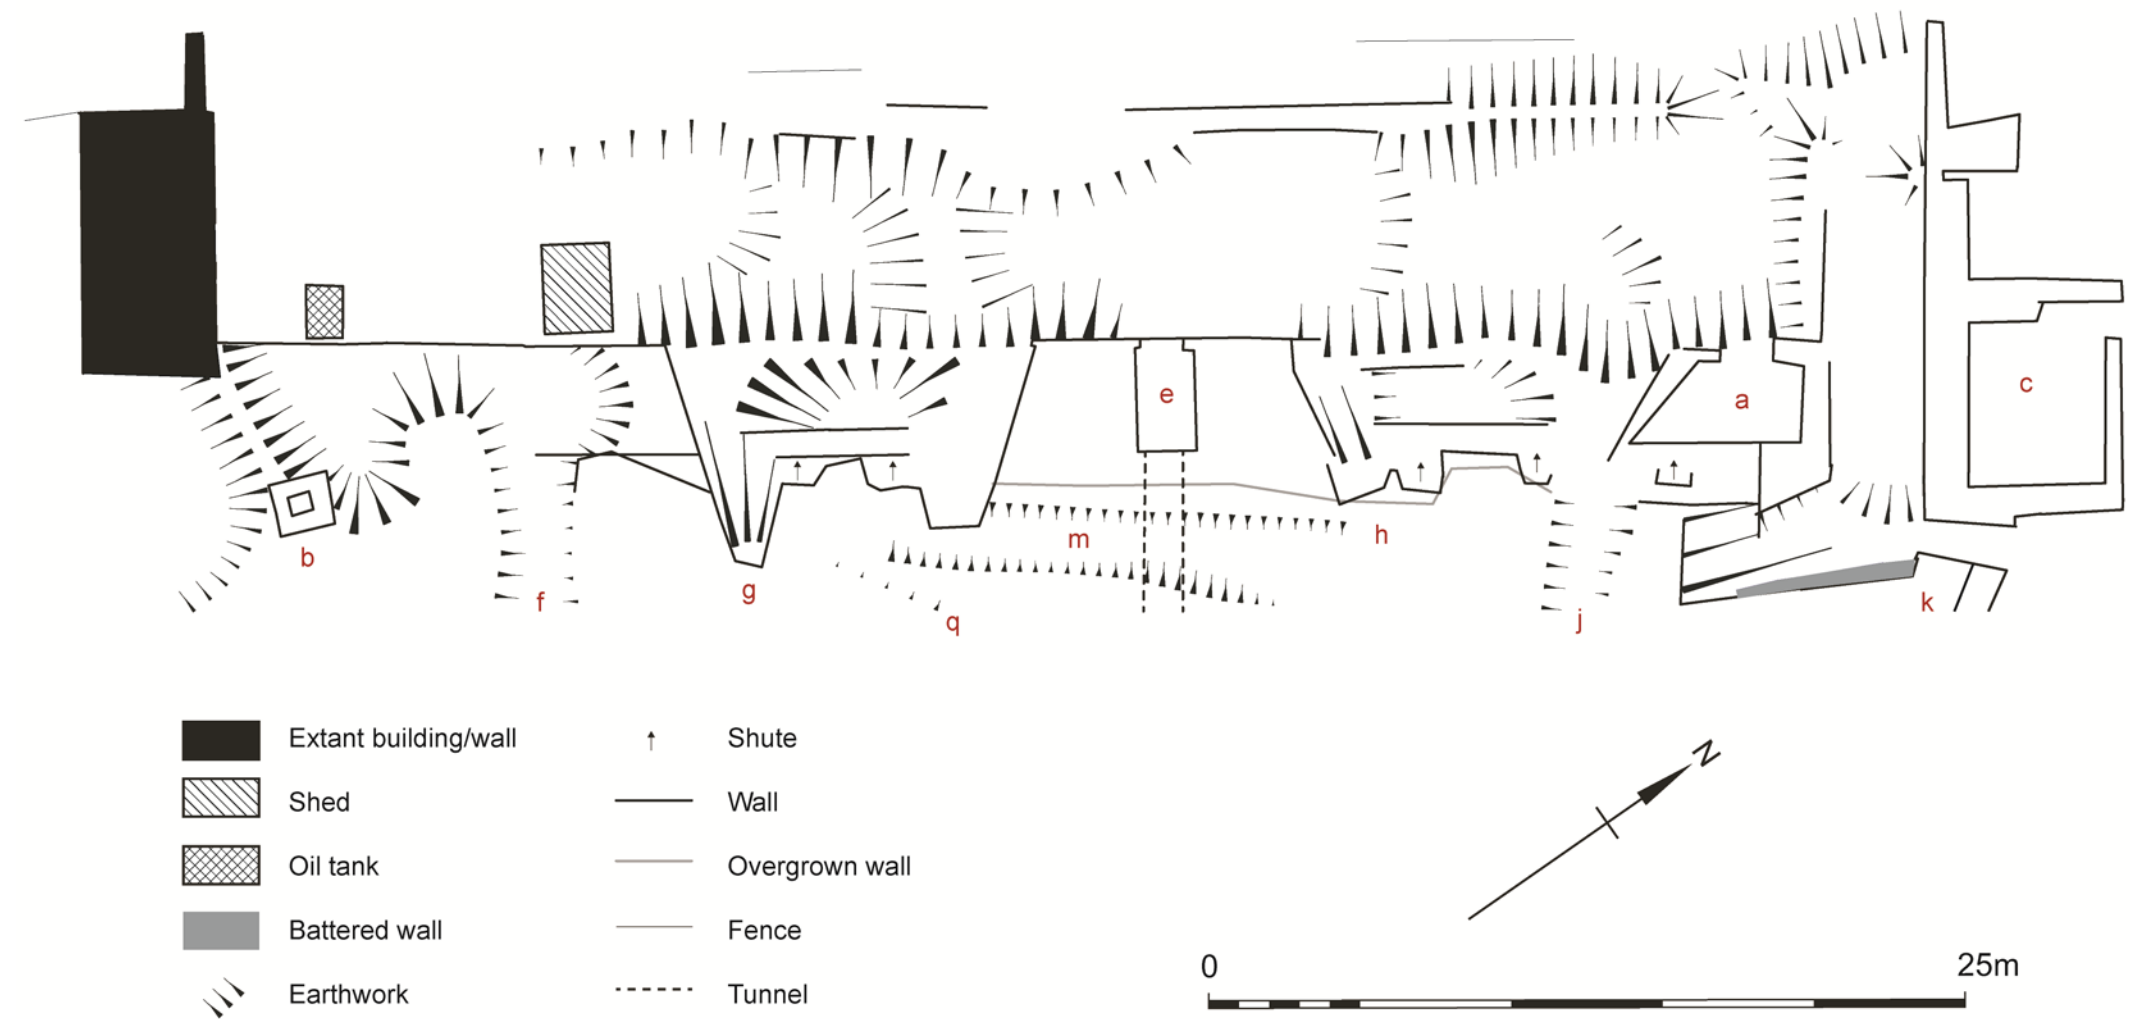 e
a
c
b
m
h
f
g
q
j
k
Extant building/wall
Shute
Shed
Wall
Oil tank
Overgrown wall
Battered wall
Fence
Earthwork
Tunnel
N
0
25m